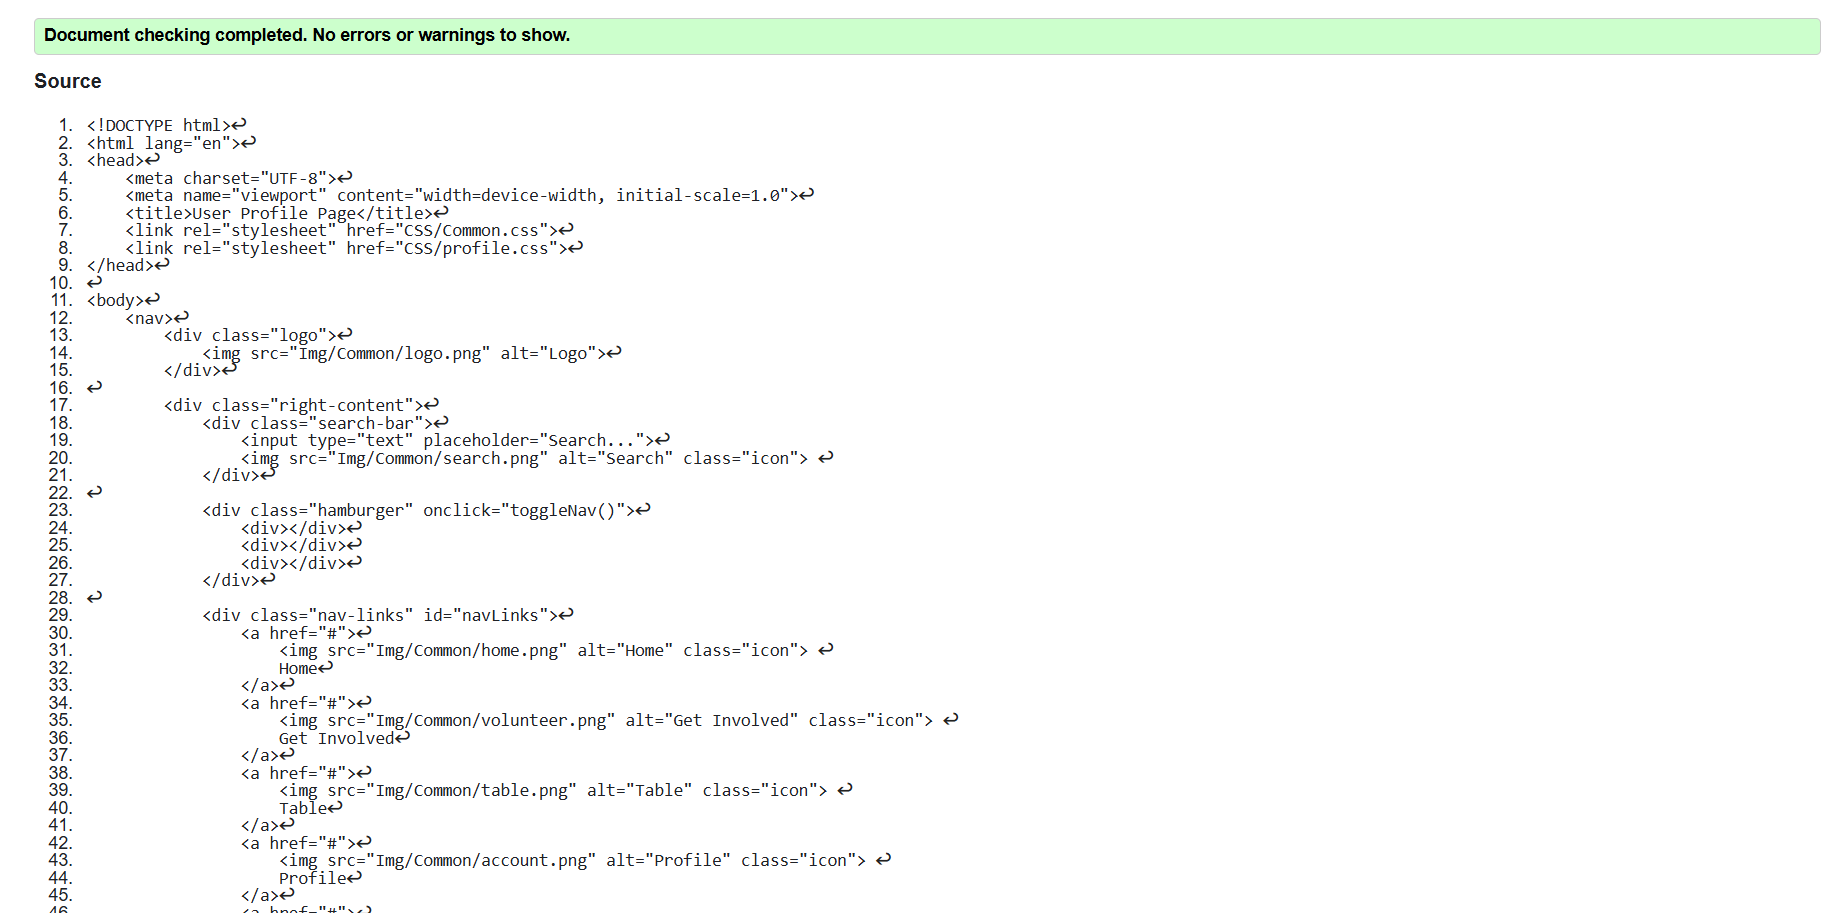 Document checking completed. No errors or warnings to show.
Source
1. <!DOCTYPE html>↩
2. <html lang="en">↩
3. <head>↩
4.     <meta charset="UTF-8">↩
5.     <meta name="viewport" content="width=device-width, initial-scale=1.0">↩
6.     <title>User Profile Page</title>↩
7.     <link rel="stylesheet" href="CSS/Common.css">↩
8.     <link rel="stylesheet" href="CSS/profile.css">↩
9. </head>↩
10. ↩
11. <body>↩
12.     <nav>↩
13.         <div class="logo">↩
14.             <img src="Img/Common/logo.png" alt="Logo">↩
15.         </div>↩
16. ↩
17.         <div class="right-content">↩
18.             <div class="search-bar">↩
19.                 <input type="text" placeholder="Search...">↩
20.                 <img src="Img/Common/search.png" alt="Search" class="icon"> ↩
21.             </div>↩
22. ↩
23.             <div class="hamburger" onclick="toggleNav()">↩
24.                 <div></div>↩
25.                 <div></div>↩
26.                 <div></div>↩
27.             </div>↩
28. ↩
29.             <div class="nav-links" id="navLinks">↩
30.                 <a href="#">↩
31.                     <img src="Img/Common/home.png" alt="Home" class="icon"> ↩
32.                     Home↩
33.                 </a>↩
34.                 <a href="#">↩
35.                     <img src="Img/Common/volunteer.png" alt="Get Involved" class="icon"> ↩
36.                     Get Involved↩
37.                 </a>↩
38.                 <a href="#">↩
39.                     <img src="Img/Common/table.png" alt="Table" class="icon"> ↩
40.                     Table↩
41.                 </a>↩
42.                 <a href="#">↩
43.                     <img src="Img/Common/account.png" alt="Profile" class="icon"> ↩
44.                     Profile↩
45.                 </a>↩
46.                 <a href="#">↩